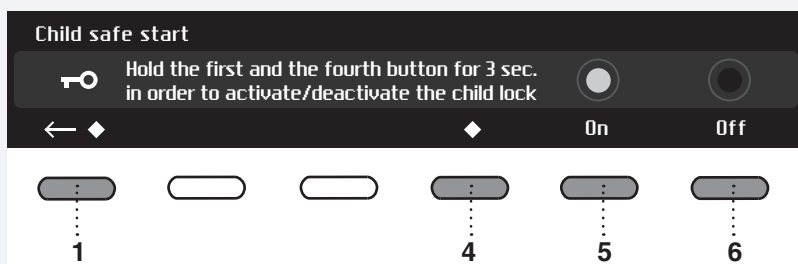 Child safe start
Hold the first and the fourth button for 3 sec.
in order to activate/deactivate the child lock
← ◆ ◆ On Off
1 4 5 6